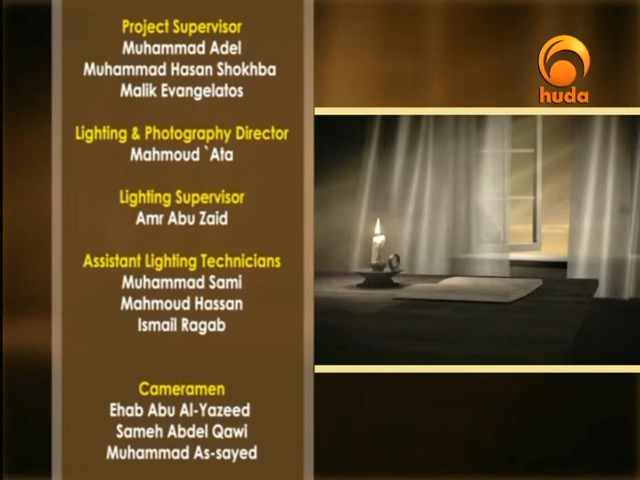 Project Supervisor
Muhammad Adel
Muhammad Hasan Shokhba
Malik Evangelatos
Lighting & Photography Director
Mahmoud `Ata
Lighting Supervisor
Amr Abu Zaid
Assistant Lighting Technicians
Muhammad Sami
Mahmoud Hassan
Ismail Ragab
Cameramen
Ehab Abu Al-Yazeed
Sameh Abdel Qawi
Muhammad As-sayed
huda